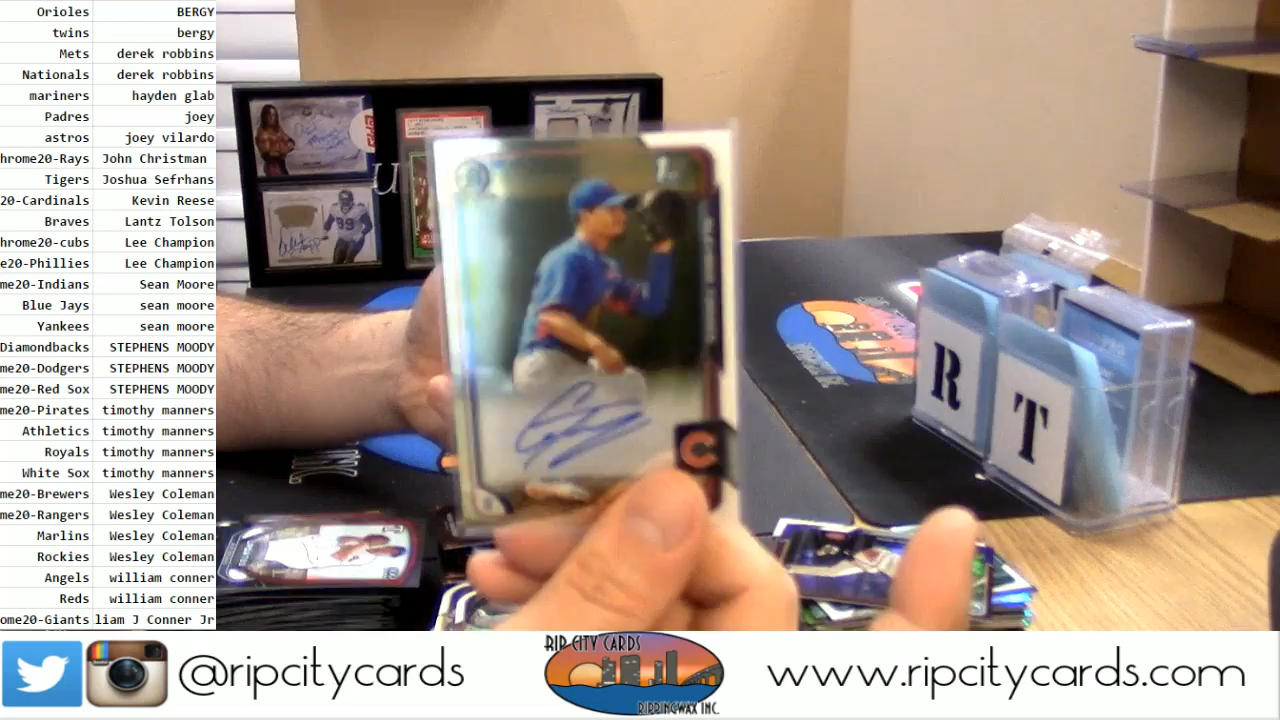 Orioles BERGY
twins bergy
Mets derek robbins
Nationals derek robbins
mariners hayden glab
Padres joey
astros joey vilardo
hrome20-Rays John Christman
Tigers Joshua Sefrhans
20-Cardinals Kevin Reese
Braves Lantz Tolson
hrome20-cubs Lee Champion
e20-Phillies Lee Champion
me20-Indians Sean Moore
Blue Jays sean moore
Yankees sean moore
Diamondbacks STEPHENS MOODY
me20-Dodgers STEPHENS MOODY
me20-Red Sox STEPHENS MOODY
me20-Pirates timothy manners
Athletics timothy manners
Royals timothy manners
White Sox timothy manners
me20-Brewers Wesley Coleman
me20-Rangers Wesley Coleman
Marlins Wesley Coleman
Rockies Wesley Coleman
Angels william conner
Reds william conner
ome20-Giants liam J Conner Jr
U
99
C
R
T
@ripcitycards
RIP CITY CARDS
RIPPINGWAX INC.
www.ripcitycards.com